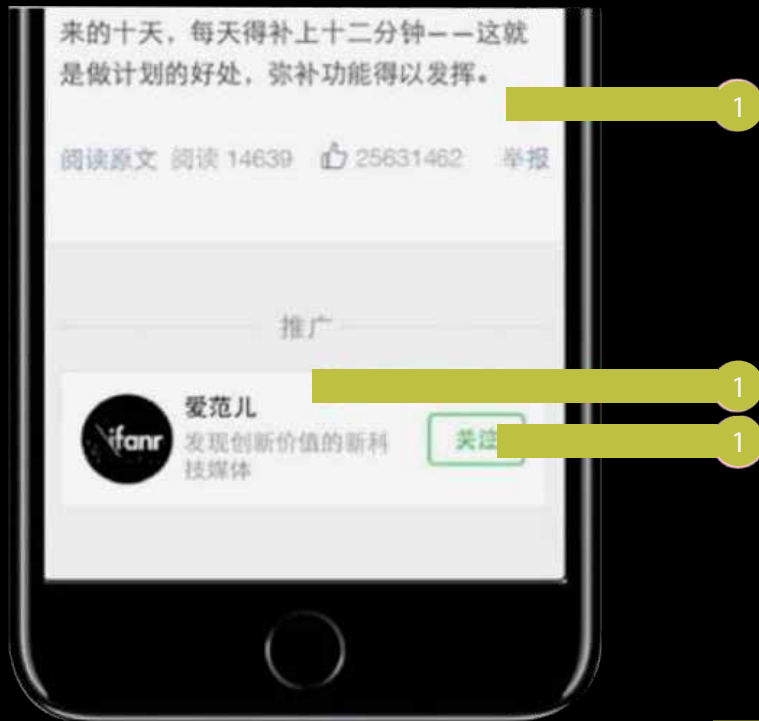 来的十天，每天得补上十二分钟——这就
是做计划的好处，弥补功能得以发挥。
1
阅读原文 阅读 14639 25631462 举报
推广
1
爱范儿
ifanr
发现创新价值的新科
技媒体
关注
1